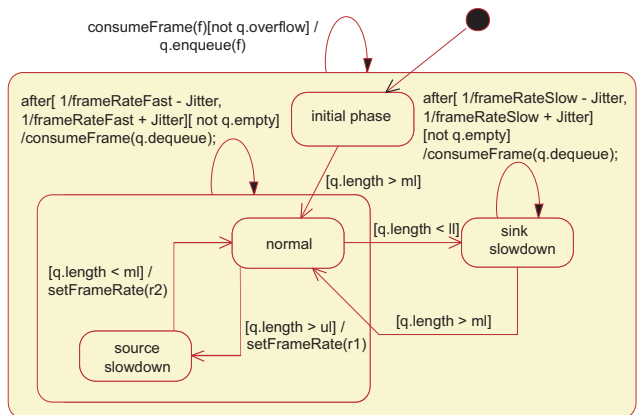 consumeFrame(f)[not q.overflow] /
q.enqueue(f)
after[ 1/frameRateFast - Jitter,
1/frameRateFast + Jitter][ not q.empty]
/consumeFrame(q.dequeue);
initial phase
after[ 1/frameRateSlow - Jitter,
1/frameRateSlow + Jitter]
[not q.empty]
/consumeFrame(q.dequeue);
[q.length > ml]
normal
[q.length < ll]
sink
slowdown
[q.length < ml] /
setFrameRate(r2)
[q.length > ul] /
setFrameRate(r1)
[q.length > ml]
source
slowdown